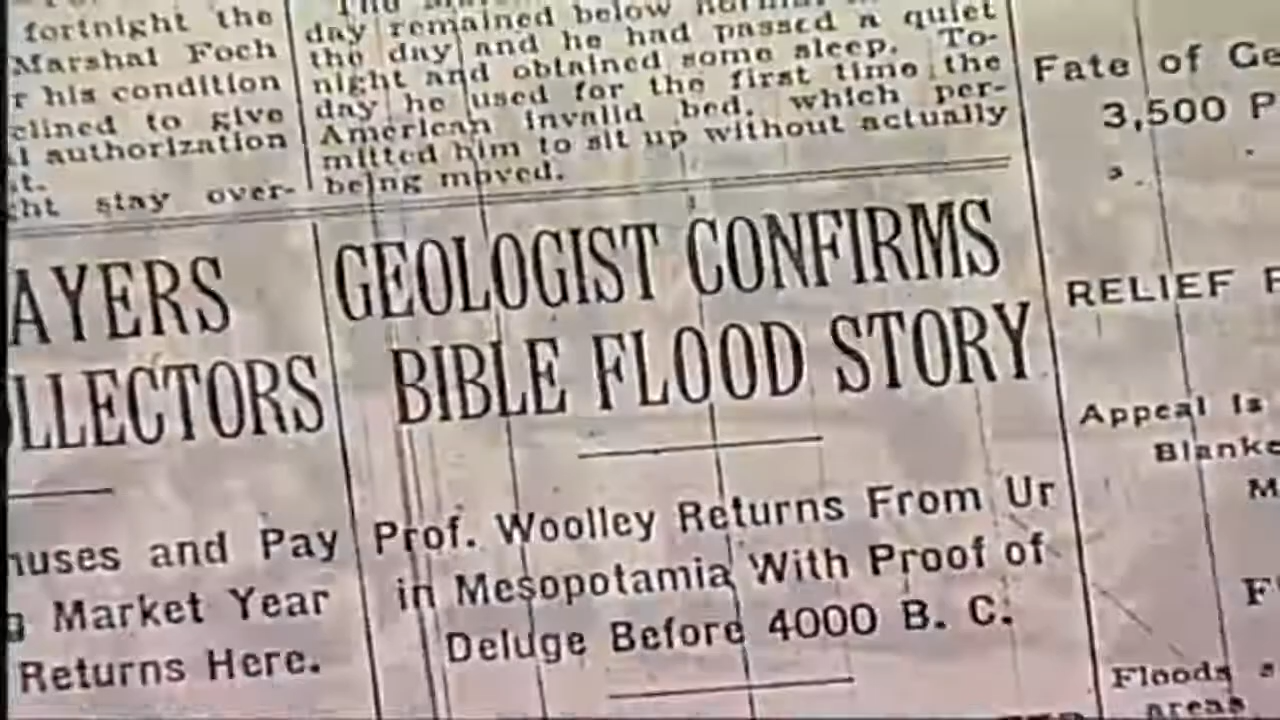 fortnight the
Marshal Foch
r his condition
clined to give
l authorization
ht stay over-
day remained below
the day and he had passed a quiet
night and obtained some sleep. To-
day he used for the first time the
American invalid bed, which per-
mitted him to sit up without actually
being moved.
Fate of Ge
3,500 P
AYERS
LLECTORS
uses and Pay
Market Year
Returns Here.
GEOLOGIST CONFIRMS
BIBLE FLOOD STORY
Prof. Woolley Returns From Ur
in Mesopotamia With Proof of
Deluge Before 4000 B. C.
RELIEF F
Appeal Is
Blanke
M
F
Floods
areas